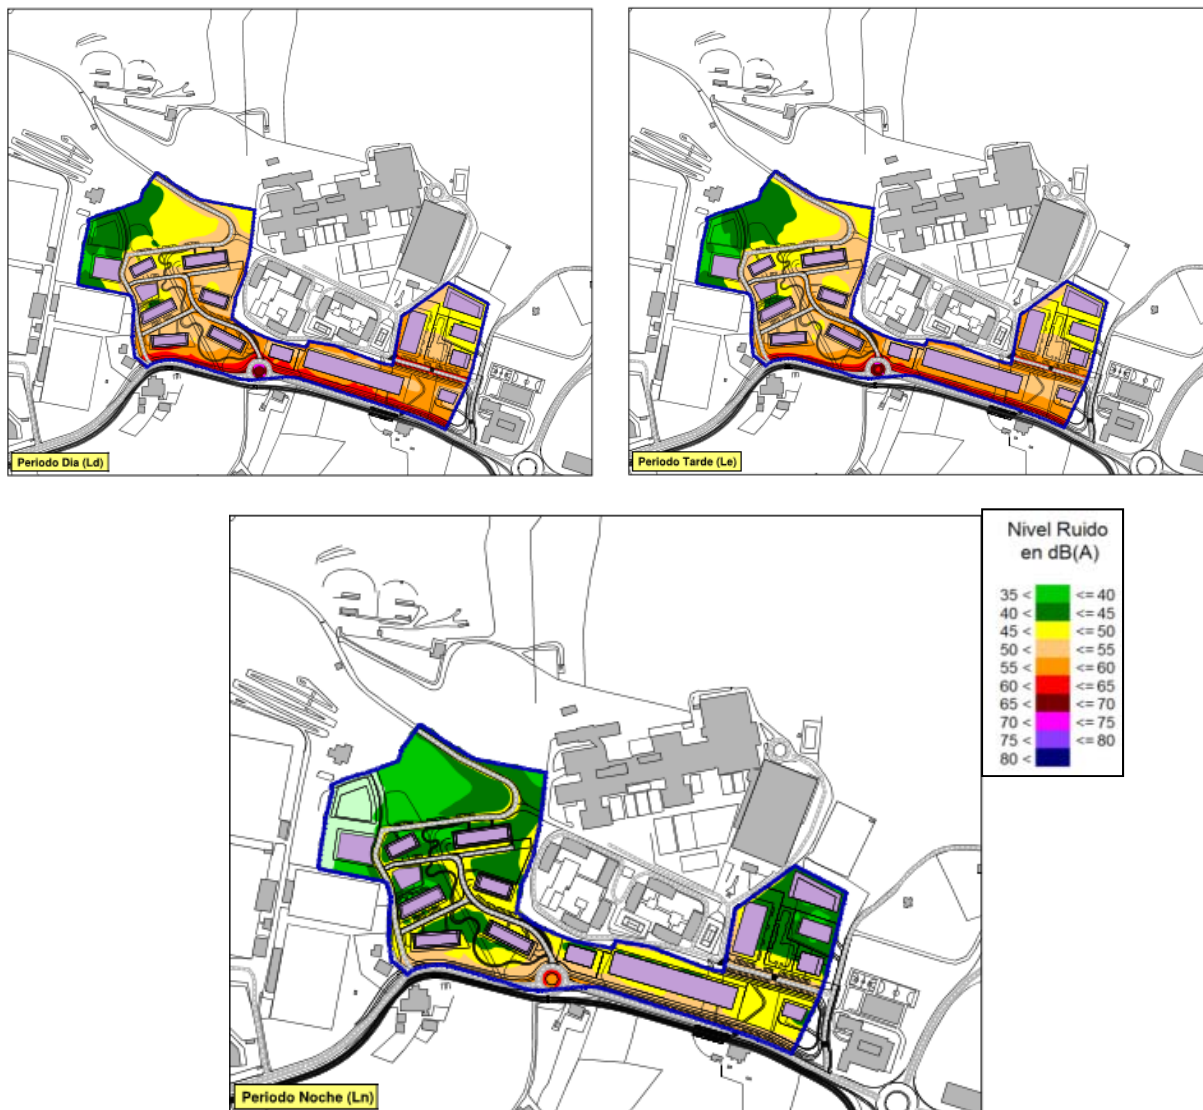 Periodo Dia (Ld)
Periodo Tarde (Le)
Nivel Ruido
en dB(A)
35 < <= 40
40 < <= 45
45 < <= 50
50 < <= 55
55 < <= 60
60 < <= 65
65 < <= 70
70 < <= 75
75 < <= 80
80 <
Periodo Noche (Ln)